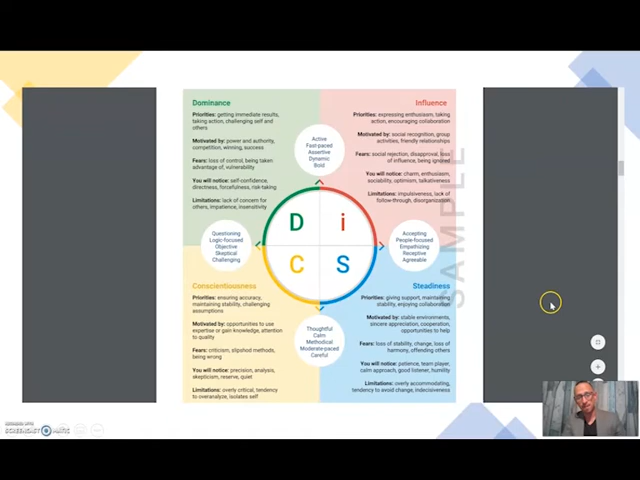 Dominance
Priorities: getting immediate results,
taking action, challenging self and
others
Motivated by: power and authority,
competition, winning, success
Fears: loss of control, being taken
advantage of, vulnerability
You will notice: self-confidence,
directness, forcefulness, risk-taking
Limitations: lack of concern for
others, impatience, insensitivity
Influence
Priorities: expressing enthusiasm, taking
action, encouraging collaboration
Motivated by: social recognition, group
activities, friendly relationships
Fears: social rejection, disapproval, loss
of influence, being ignored
You will notice: charm, enthusiasm,
sociability, optimism, talkativeness
Limitations: impulsiveness, lack of
follow-through, disorganization
Active
Fast-paced
Assertive
Dynamic
Bold
D
i
C
S
Questioning
Logic-focused
Objective
Skeptical
Challenging
Accepting
People-focused
Empathizing
Receptive
Agreeable
Thoughtful
Calm
Methodical
Moderate-paced
Careful
Conscientiousness
Priorities: ensuring accuracy,
maintaining stability, challenging
assumptions
Motivated by: opportunities to use
expertise or gain knowledge, attention
to quality
Fears: criticism, slipshod methods,
being wrong
You will notice: precision, analysis,
skepticism, reserve, quiet
Limitations: overly critical, tendency
to overanalyze, isolates self
Steadiness
Priorities: giving support, maintaining
stability, enjoying collaboration
Motivated by: stable environments,
sincere appreciation, cooperation,
opportunities to help
Fears: loss of stability, change, loss of
harmony, offending others
You will notice: patience, team player,
calm approach, good listener, humility
Limitations: overly accommodating,
tendency to avoid change, indecisiveness
SAMPLE
RECORDED WITH
SCREENCAST MATIC